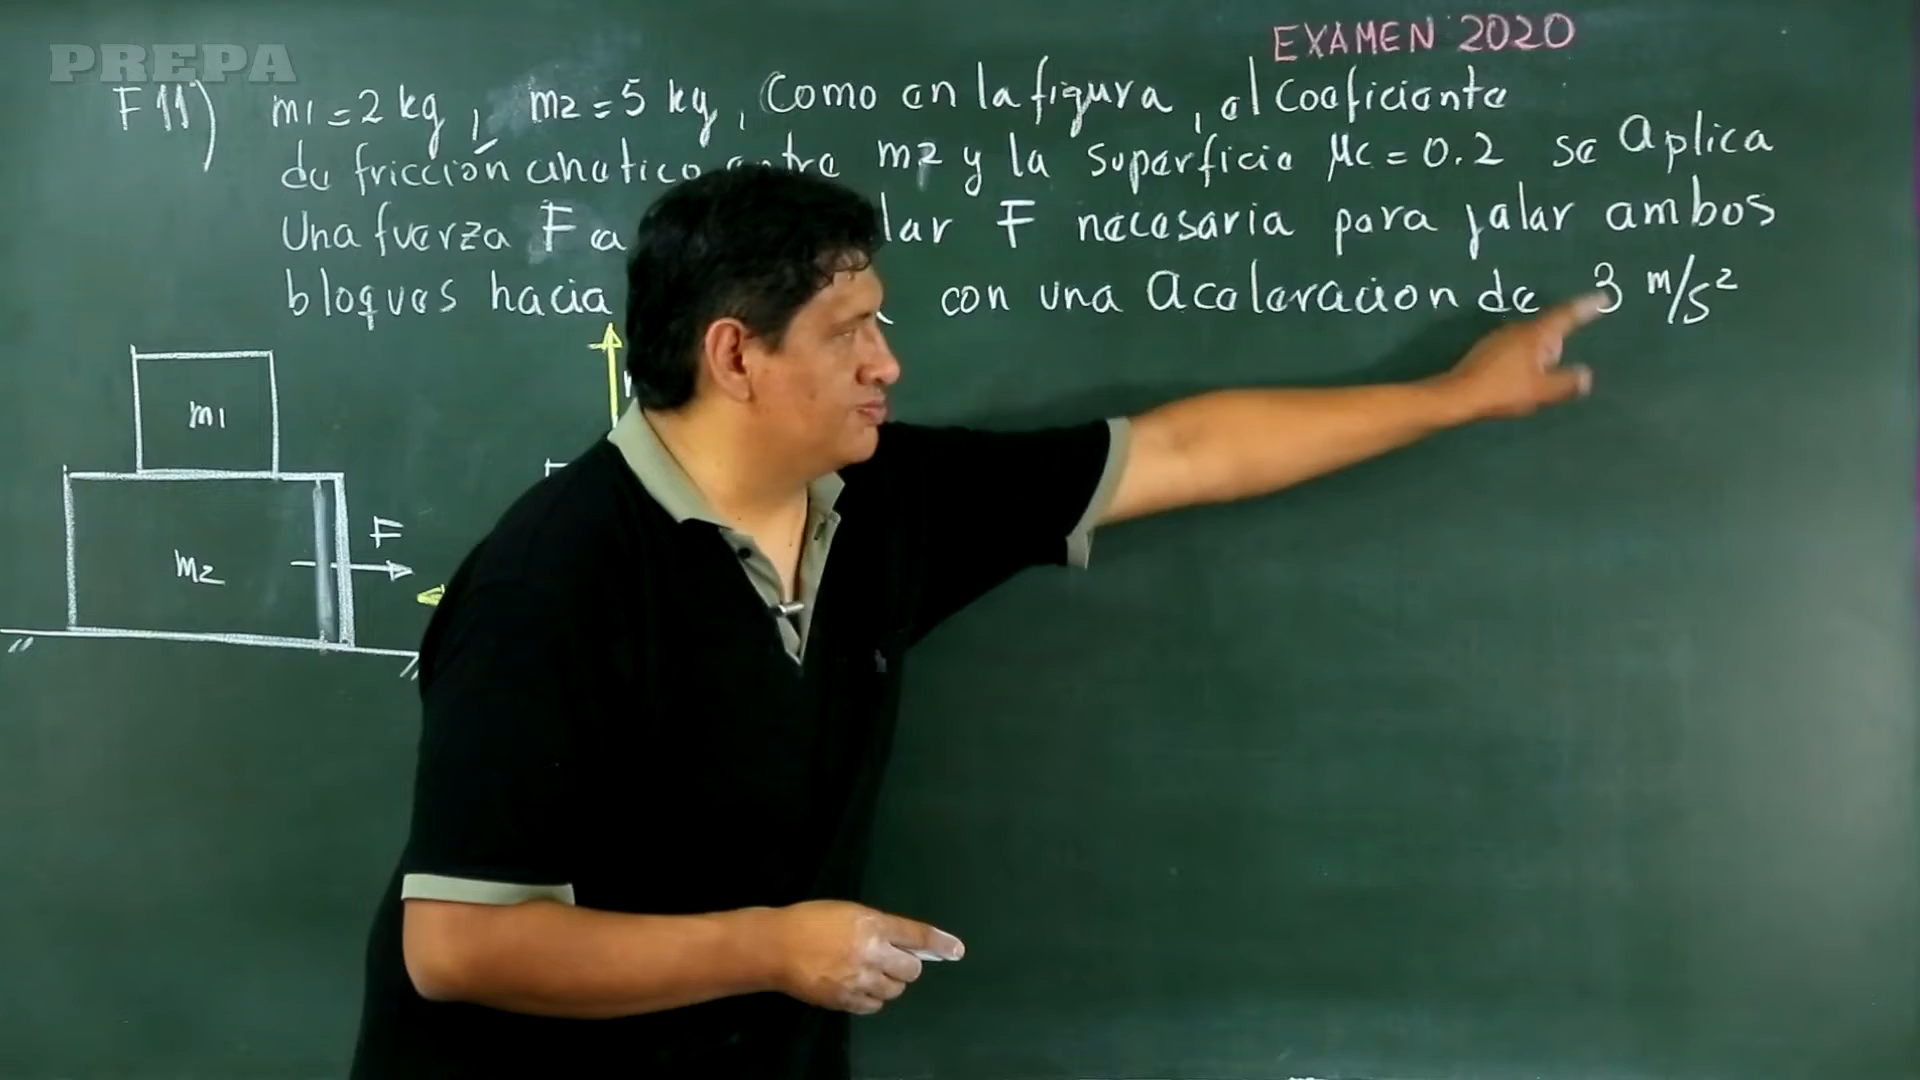 PREPA
EXAMEN 2020
F11) m1 = 2 kg, m2 = 5 kg, Como en la figura, el coeficiente
de fricción cinetico entre m2 y la superficie μc = 0.2 se aplica
Una fuerza F a lar F necesaria para jalar ambos
bloques hacia con una aceleracion de 3 m/s²
m1
F
m2